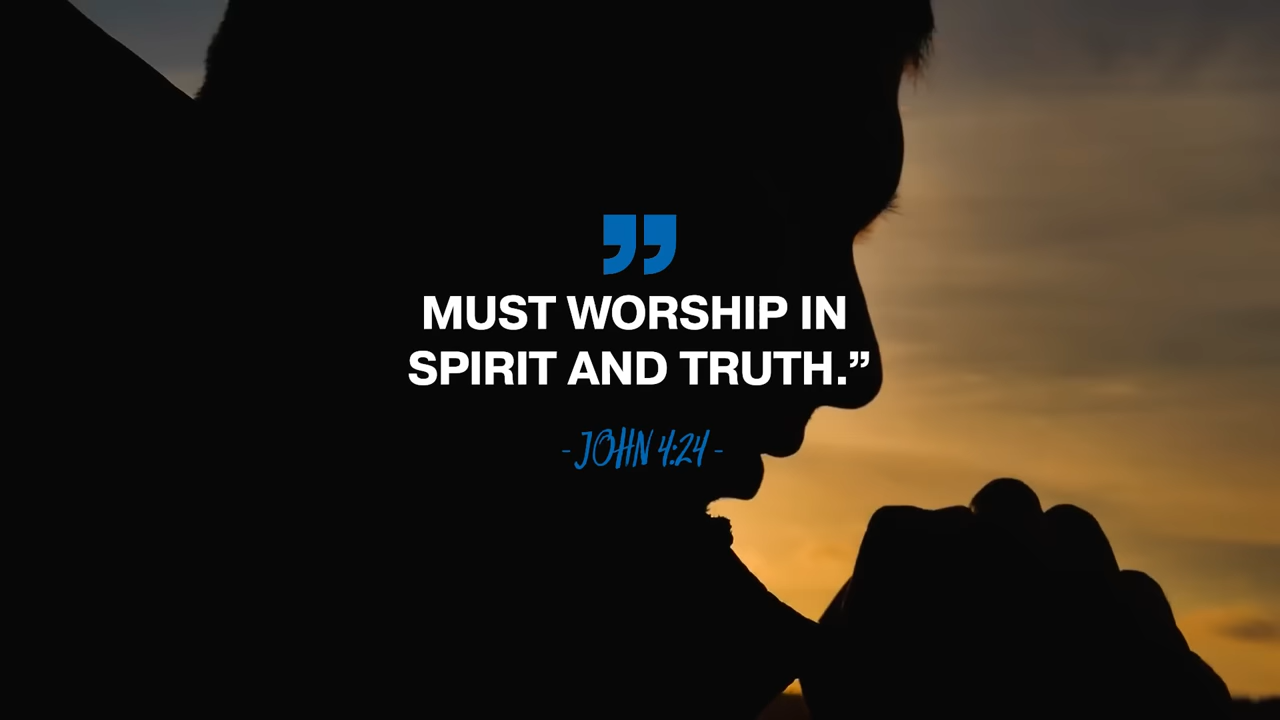 MUST WORSHIP IN
SPIRIT AND TRUTH.”
- JOHN 4:24 -